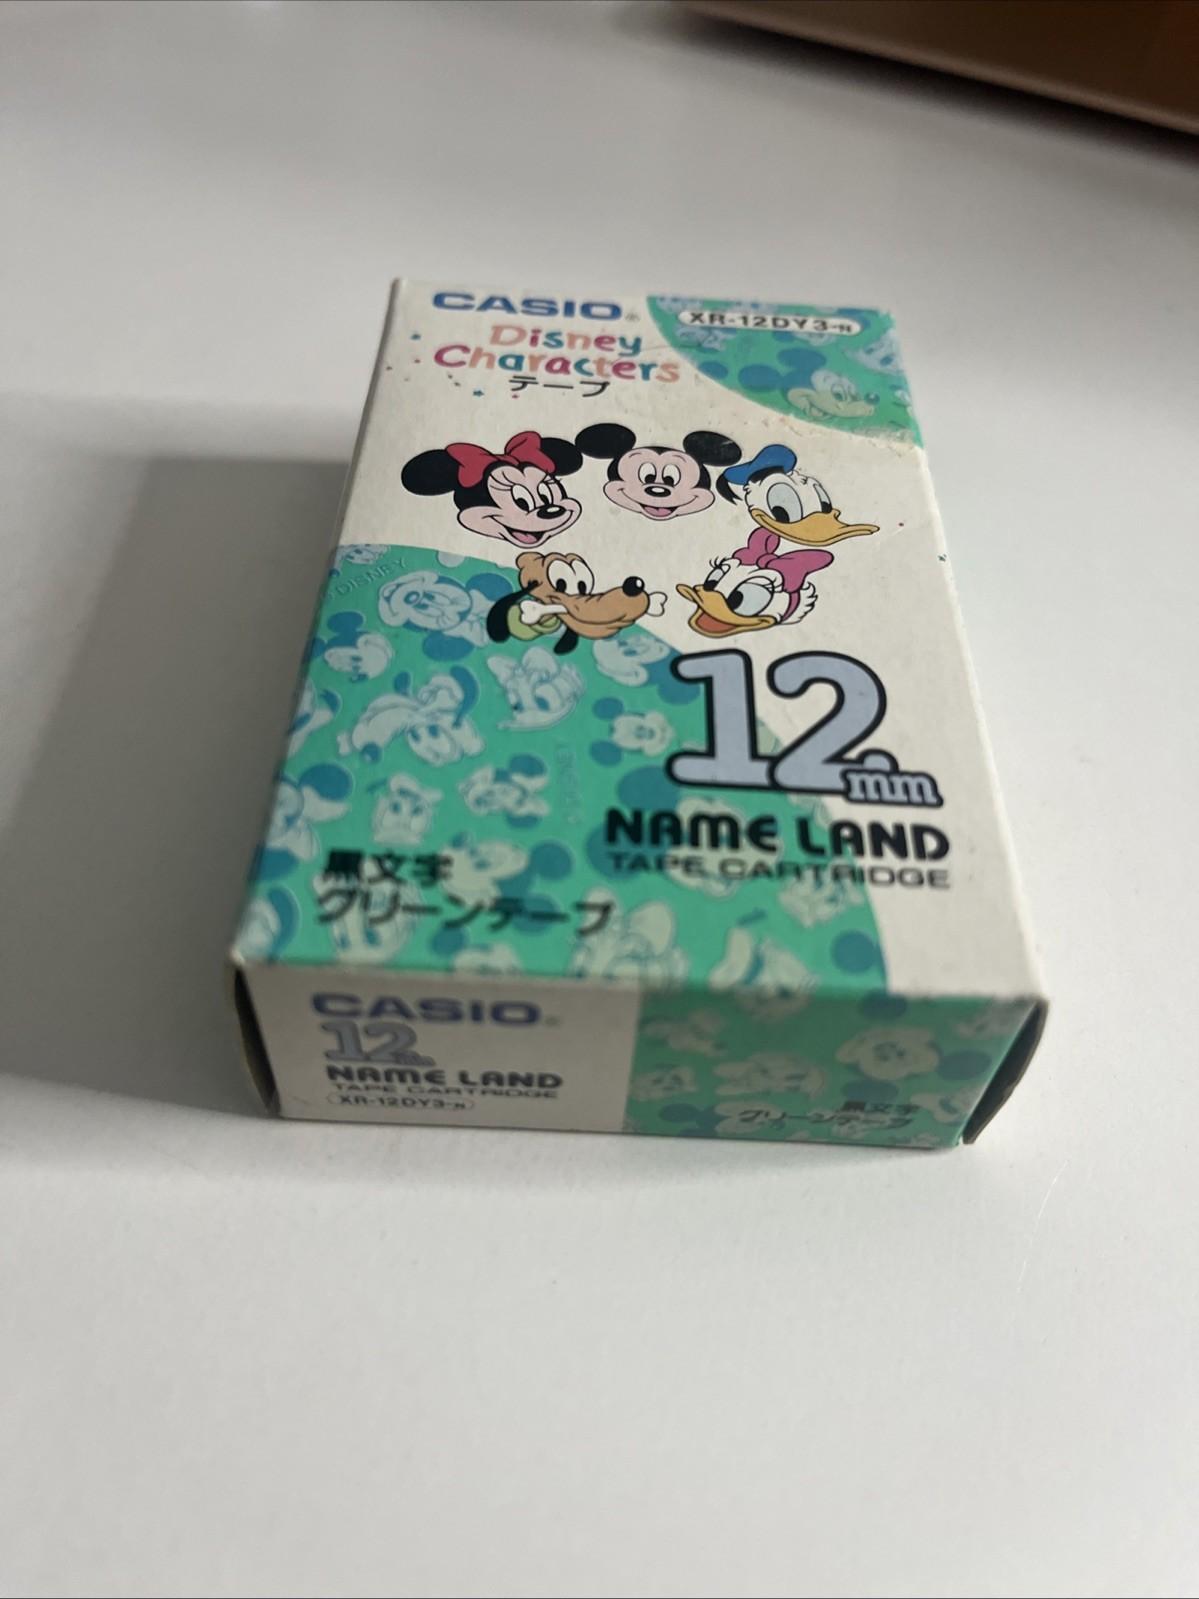 CASIO®
XR-12DY3-N
Disney
Characters
テープ
DISNEY
12mm
NAME LAND
TAPE CARTRIDGE
黒文字
グリーンテープ
CASIO
12
NAME LAND
TAPE CARTRIDGE
XR-12DY3-N
黒文字
グリーンテープ